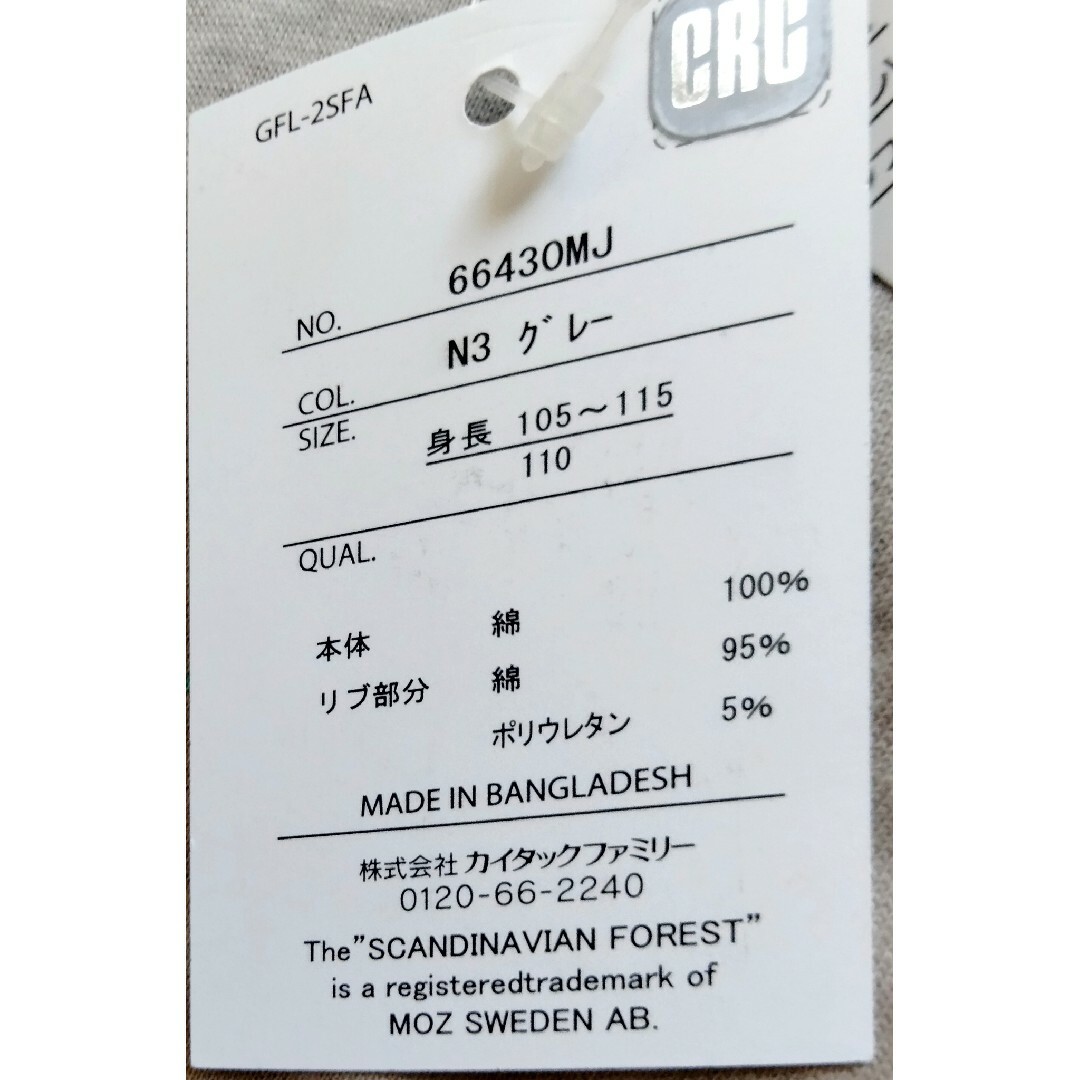 CRC
GFL-2SFA
NO. 66430MJ
COL. N3 グレー
SIZE. 身長 105～115
110
QUAL.
本体 綿 100%
リブ部分 綿 95%
ポリウレタン 5%
MADE IN BANGLADESH
株式会社 カイタックファミリー
0120-66-2240
The”SCANDINAVIAN FOREST”
is a registeredtrademark of
MOZ SWEDEN AB.